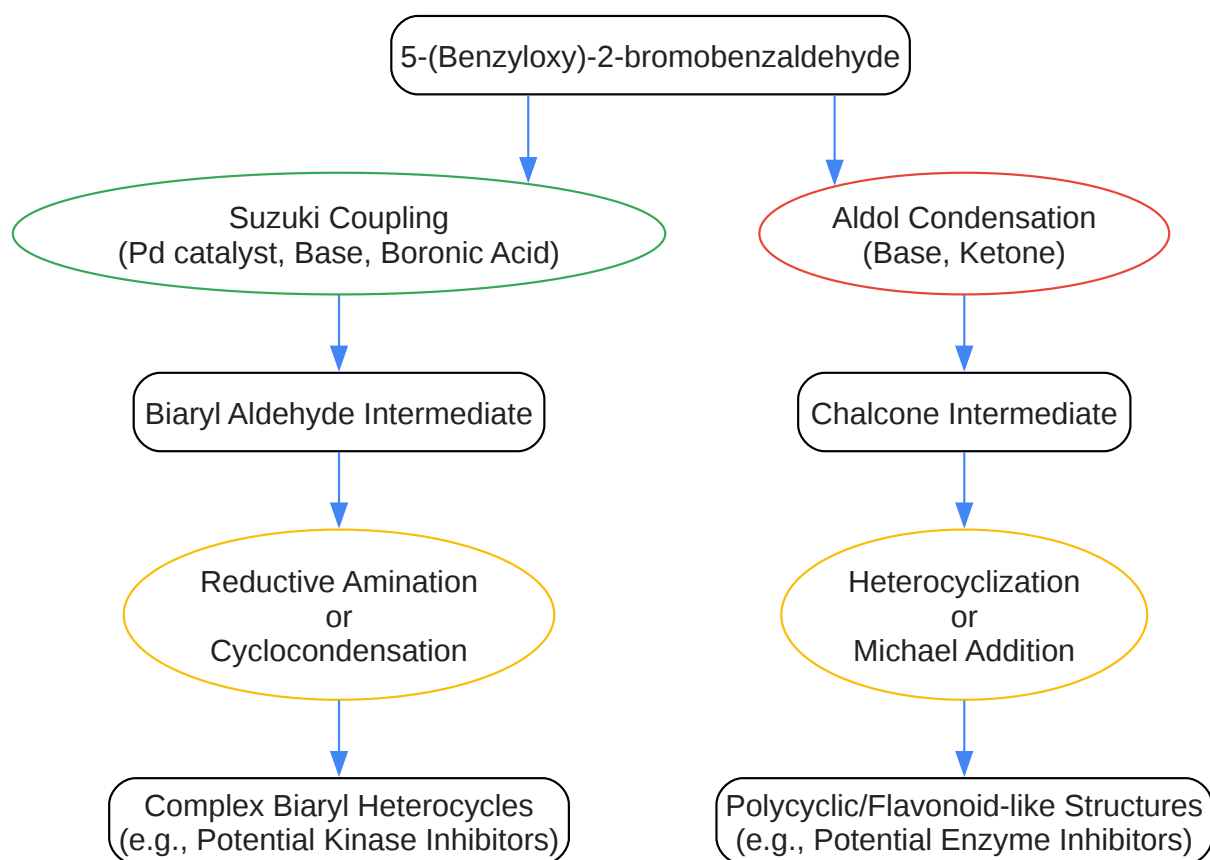 5-(Benzyloxy)-2-bromobenzaldehyde
Suzuki Coupling
(Pd catalyst, Base, Boronic Acid)
Aldol Condensation
(Base, Ketone)
Biaryl Aldehyde Intermediate
Chalcone Intermediate
Reductive Amination
or
Cyclocondensation
Heterocyclization
or
Michael Addition
Complex Biaryl Heterocycles
(e.g., Potential Kinase Inhibitors)
Polycyclic/Flavonoid-like Structures
(e.g., Potential Enzyme Inhibitors)